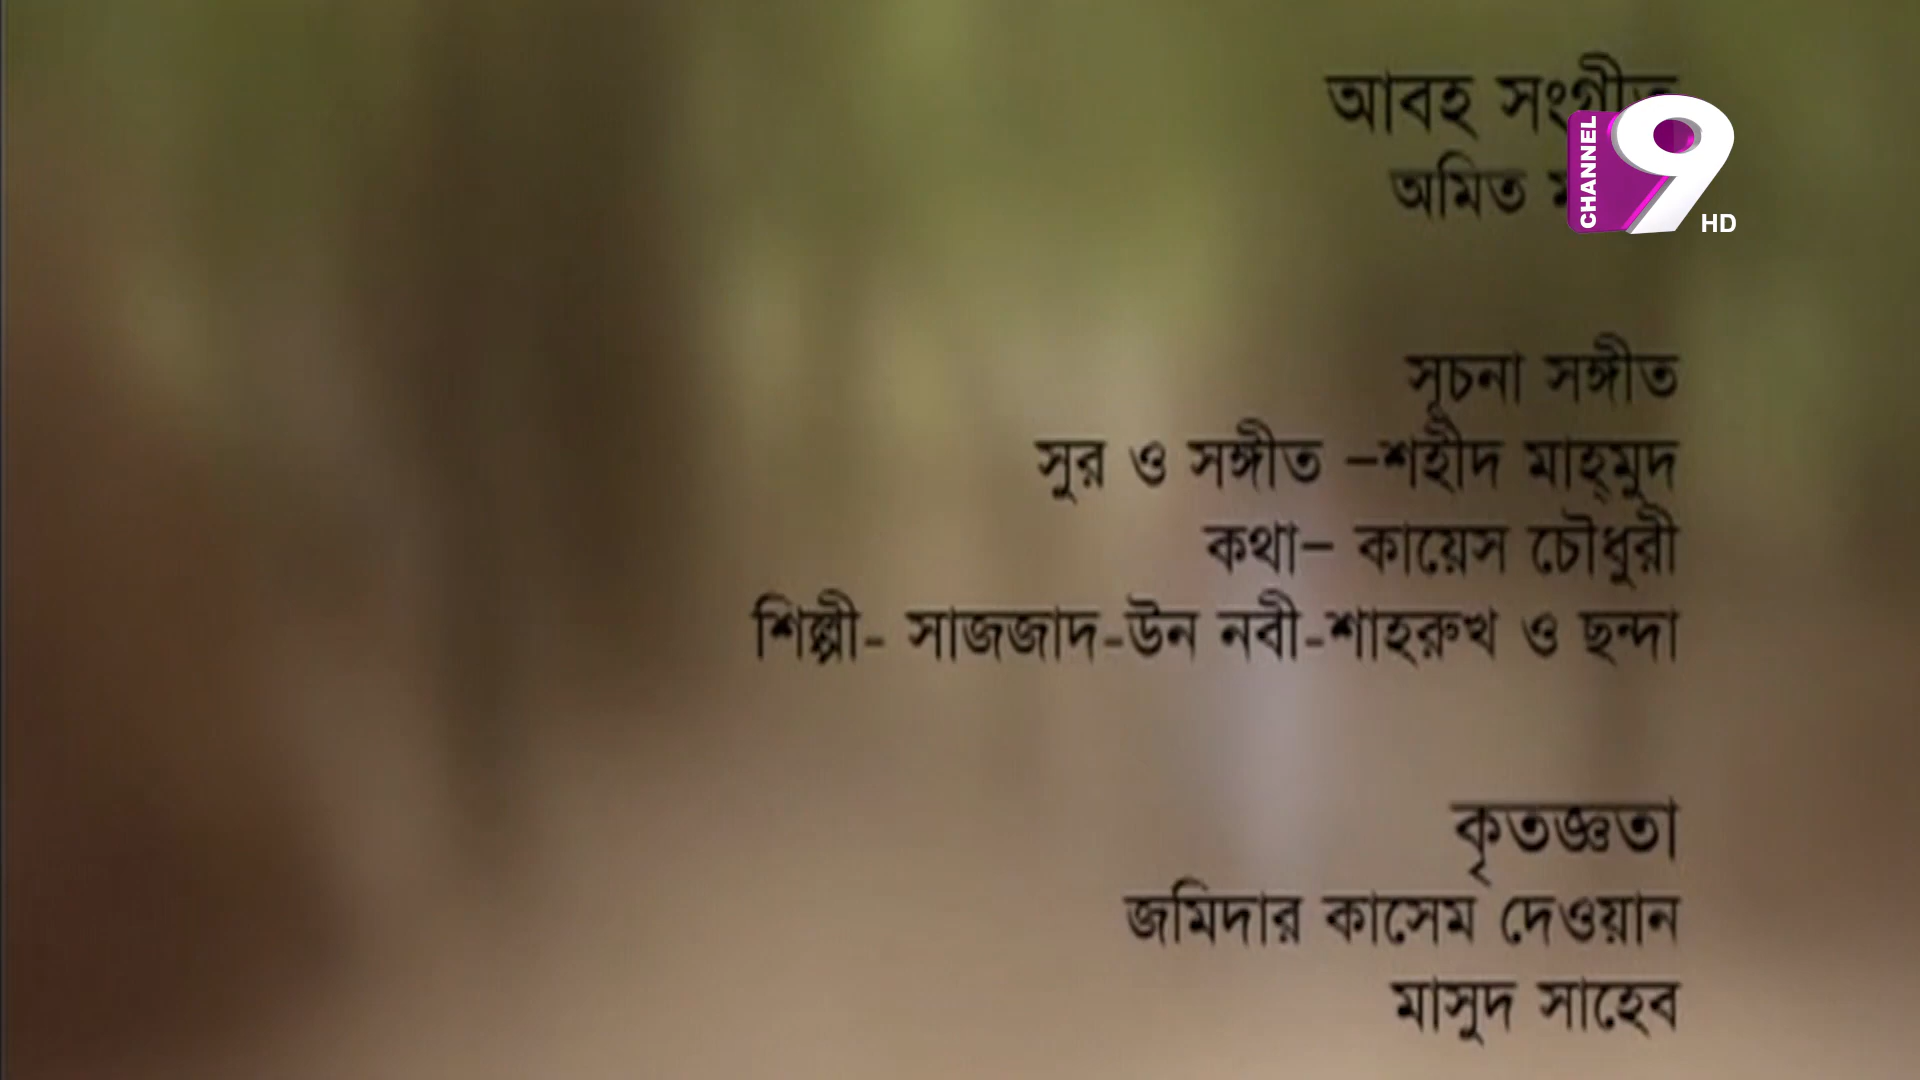 আবহ সংগীত
অমিত
CHANNEL 9 HD
সূচনা সঙ্গীত
সুর ও সঙ্গীত –শহীদ মাহ্‌মুদ
কথা– কায়েস চৌধুরী
শিল্পী- সাজজাদ-উন নবী-শাহরুখ ও ছন্দা
কৃতজ্ঞতা
জমিদার কাসেম দেওয়ান
মাসুদ সাহেব